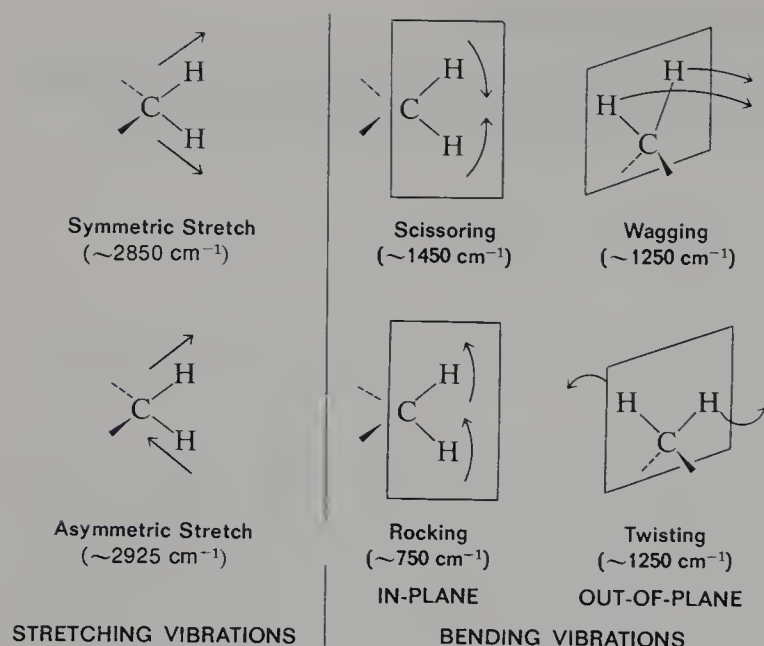 H
C
H
Symmetric Stretch
(~2850 cm⁻¹)
H
C
H
Scissoring
(~1450 cm⁻¹)
H
H
C
Wagging
(~1250 cm⁻¹)
H
C
H
Asymmetric Stretch
(~2925 cm⁻¹)
H
C
H
Rocking
(~750 cm⁻¹)
IN-PLANE
H H
C
Twisting
(~1250 cm⁻¹)
OUT-OF-PLANE
STRETCHING VIBRATIONS
BENDING VIBRATIONS